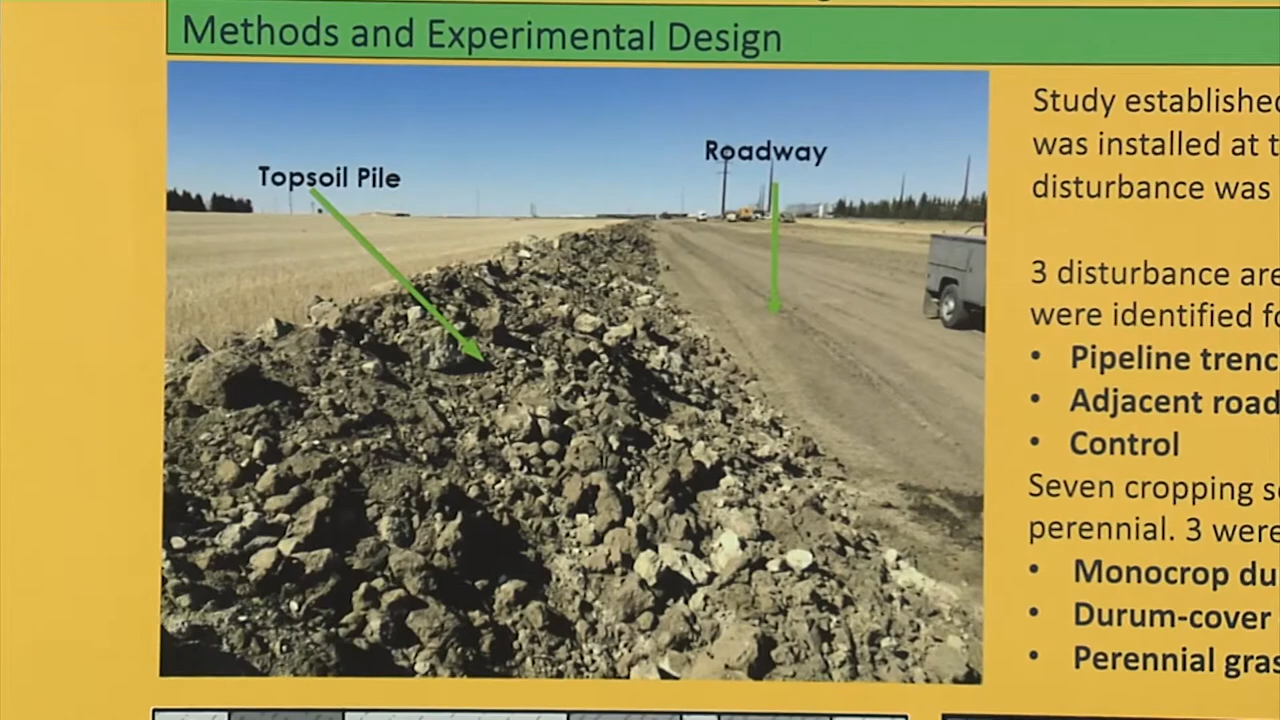 Methods and Experimental Design
Topsoil Pile
Roadway
Study established
was installed at t
disturbance was
3 disturbance are
were identified fo
• Pipeline trenc
• Adjacent road
• Control
Seven cropping s
perennial. 3 were
• Monocrop du
• Durum-cover
• Perennial gras